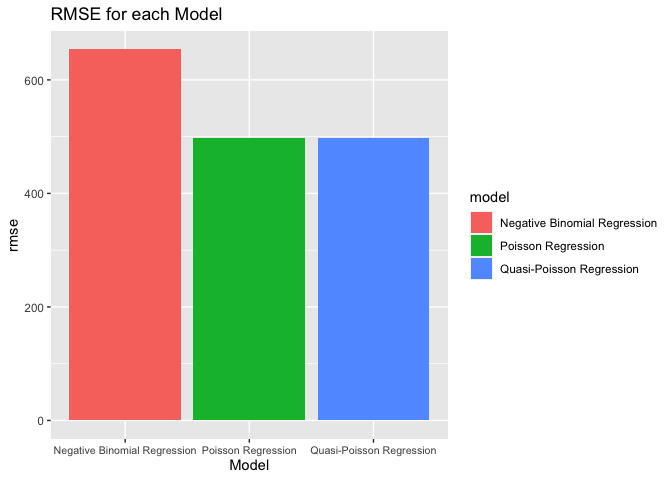 RMSE for each Model
600
400
200
0
rmse
Negative Binomial Regression
Poisson Regression
Quasi-Poisson Regression
Model
model
Negative Binomial Regression
Poisson Regression
Quasi-Poisson Regression